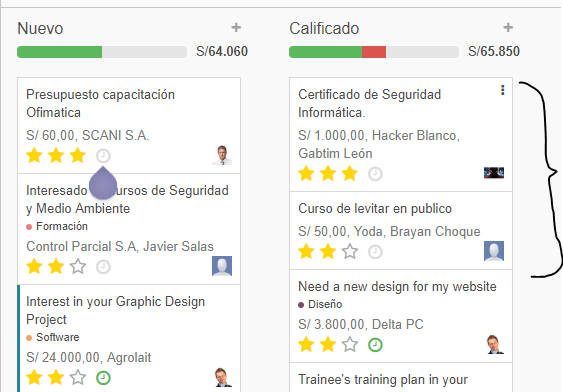 Nuevo +
S/64.060
Presupuesto capacitación
Ofimatica
S/ 60,00, SCANI S.A.
Interesado ursos de Seguridad
y Medio Ambiente
Formación
Control Parcial S.A, Javier Salas
Interest in your Graphic Design
Project
Software
S/ 24.000,00, Agrolait
Calificado +
S/65.850
Certificado de Seguridad
Informática.
S/ 1.000,00, Hacker Blanco,
Gabtim León
Curso de levitar en publico
S/ 50,00, Yoda, Brayan Choque
Need a new design for my website
Diseño
S/ 3.800,00, Delta PC
Trainee's training plan in your